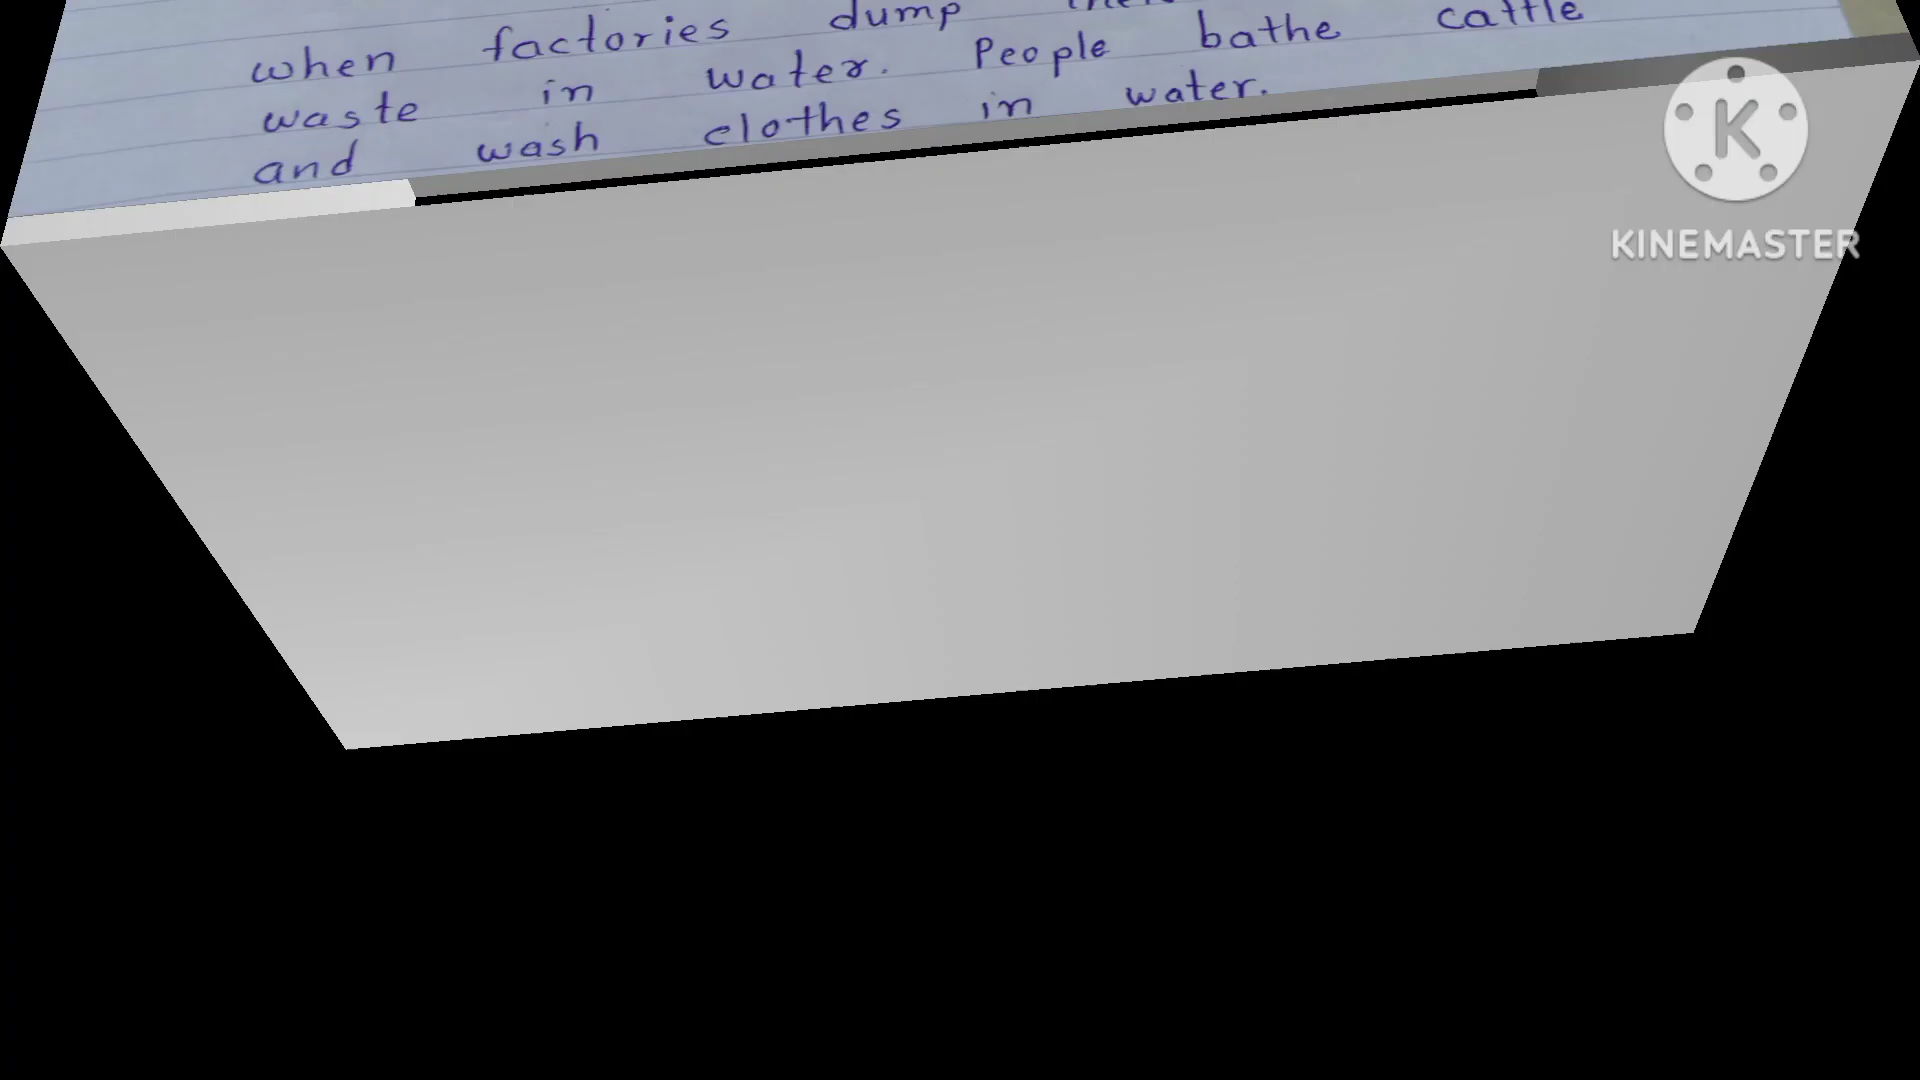 when factories dump
waste in water. People bathe cattle
and wash clothes in water.
KINEMASTER